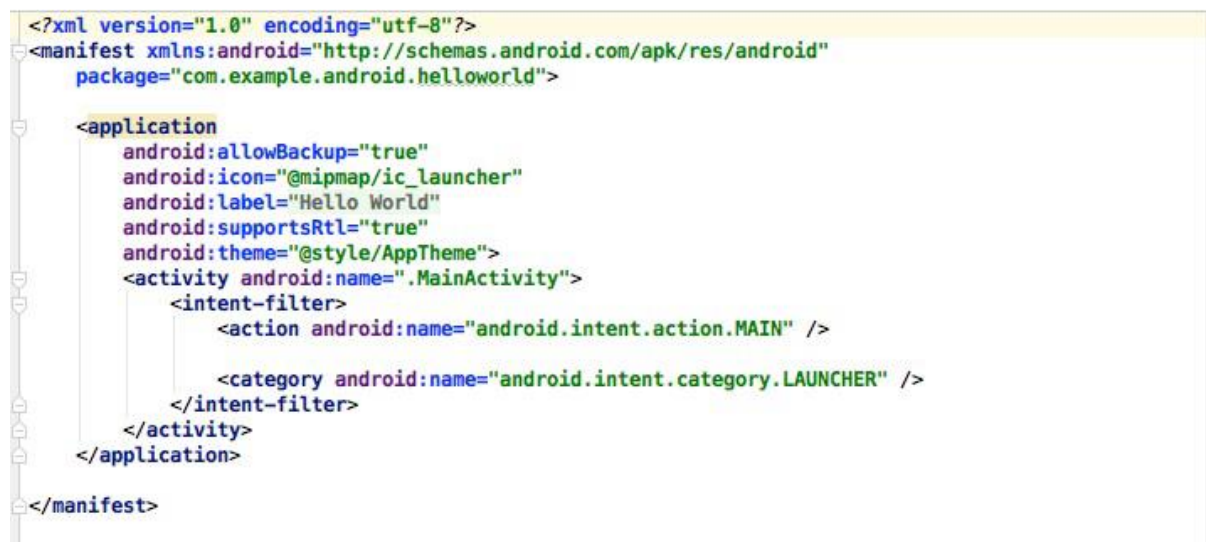 <?xml version="1.0" encoding="utf-8"?>
<manifest xmlns:android="http://schemas.android.com/apk/res/android"
    package="com.example.android.helloworld">

    <application
        android:allowBackup="true"
        android:icon="@mipmap/ic_launcher"
        android:label="Hello World"
        android:supportsRtl="true"
        android:theme="@style/AppTheme">
        <activity android:name=".MainActivity">
            <intent-filter>
                <action android:name="android.intent.action.MAIN" />

                <category android:name="android.intent.category.LAUNCHER" />
            </intent-filter>
        </activity>
    </application>

</manifest>